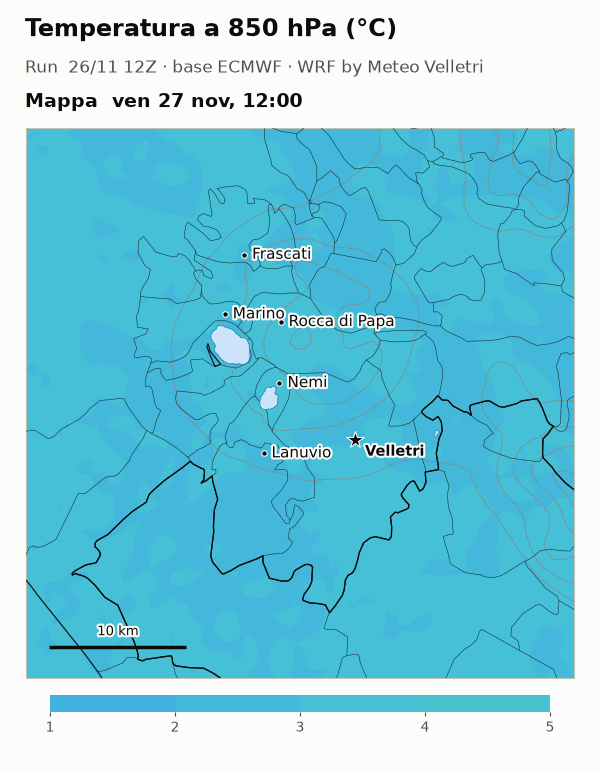 Temperatura a 850 hPa (°C)
Run 26/11 12Z · base ECMWF · WRF by Meteo Velletri
Mappa ven 27 nov, 12:00
Frascati
Marino
Rocca di Papa
Nemi
Velletri
Lanuvio
10 km
1 2 3 4 5